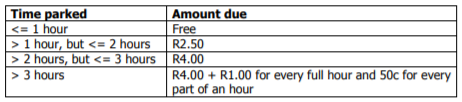 Time parked Amount due
<= 1 hour Free
> 1 hour, but <= 2 hours R2.50
> 2 hours, but <= 3 hours R4.00
> 3 hours R4.00 + R1.00 for every full hour and 50c for every
part of an hour